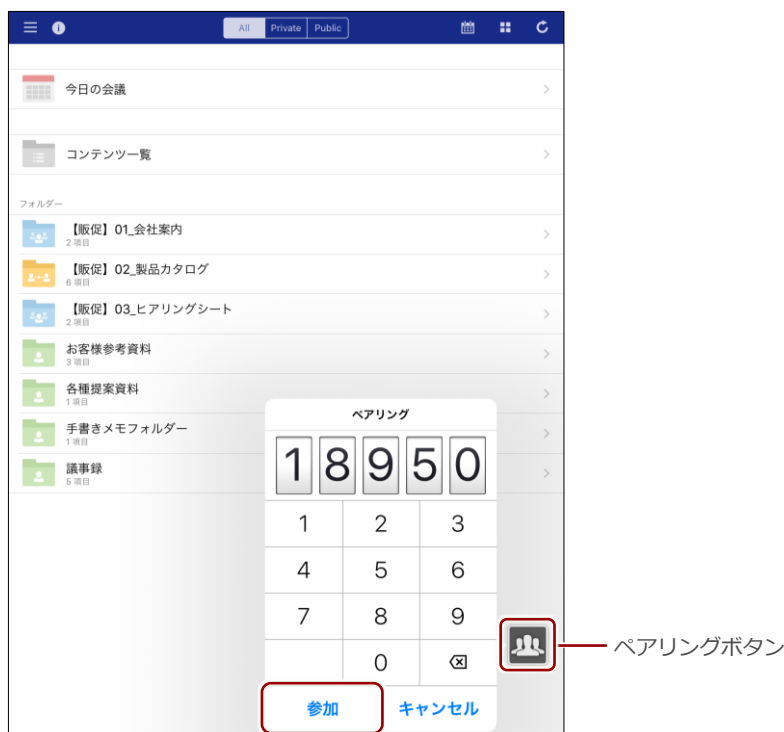 All Private Public
今日の会議
コンテンツ一覧
フォルダー
【販促】01_会社案内
2 項目
【販促】02_製品カタログ
6 項目
【販促】03_ヒアリングシート
2 項目
お客様参考資料
3 項目
各種提案資料
1 項目
手書きメモフォルダー
1 項目
議事録
5 項目
ペアリング
1 8 9 5 0
1 2 3
4 5 6
7 8 9
0
参加 キャンセル
ペアリングボタン